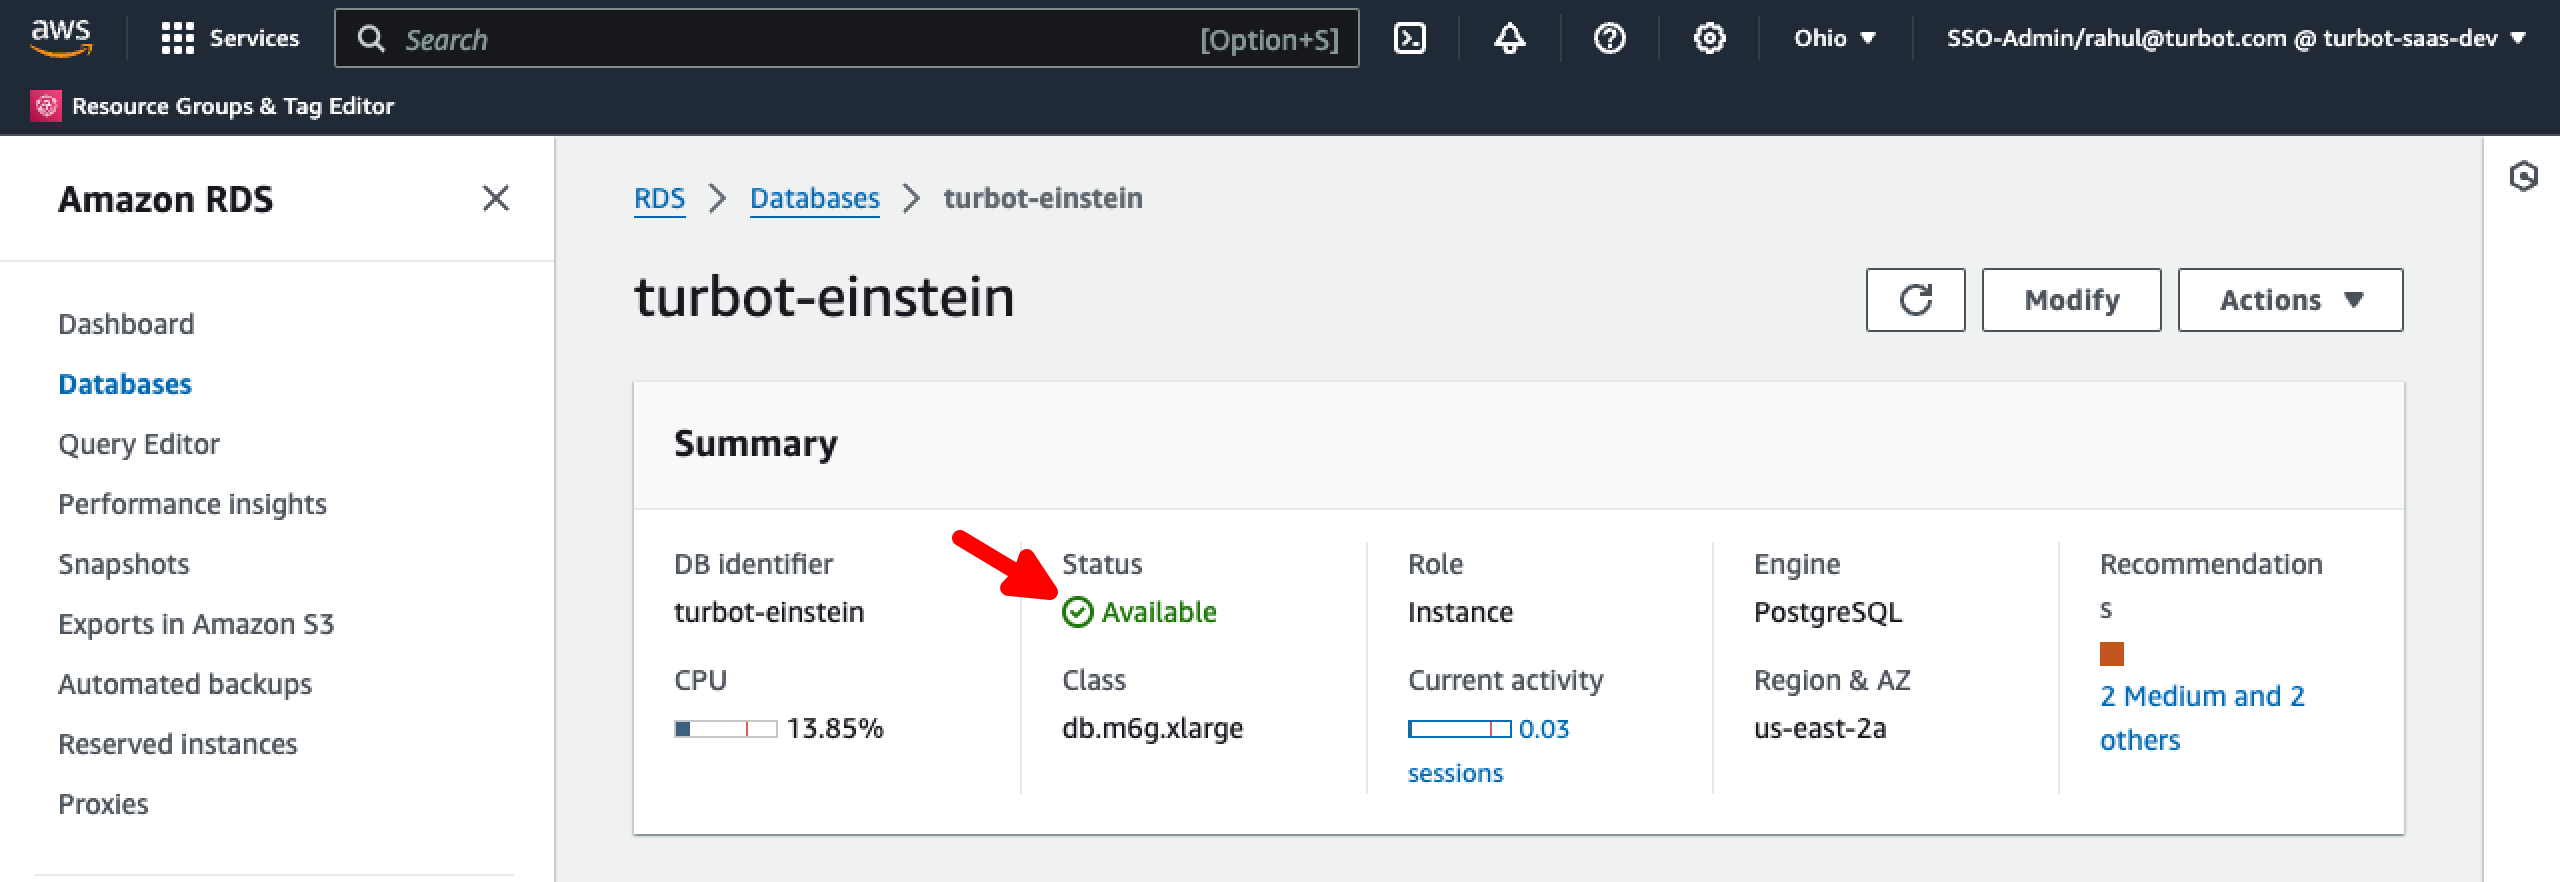 aws
Services
Search [Option+S]
Ohio
SSO-Admin/rahul@turbot.com @ turbot-saas-dev
Resource Groups & Tag Editor
Amazon RDS
Dashboard
Databases
Query Editor
Performance insights
Snapshots
Exports in Amazon S3
Automated backups
Reserved instances
Proxies
RDS > Databases > turbot-einstein
turbot-einstein
Modify
Actions
Summary
DB identifier
turbot-einstein
CPU
13.85%
Status
Available
Class
db.m6g.xlarge
Role
Instance
Current activity
0.03
sessions
Engine
PostgreSQL
Region & AZ
us-east-2a
Recommendation
s
2 Medium and 2
others